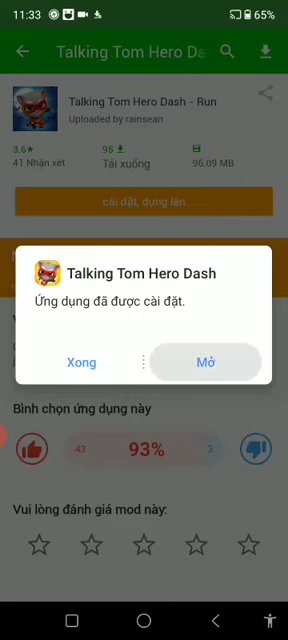 11:33
65%
Talking Tom Hero Da
Talking Tom Hero Dash - Run
Uploaded by rainsean
3.6★
95
41 Nhận xét
Tải xuống
96.09 MB
cài đặt, dựng lên
Talking Tom Hero Dash
Ứng dụng đã được cài đặt.
Xong
Mở
Bình chọn ứng dụng này
43
93%
3
Vui lòng đánh giá mod này: